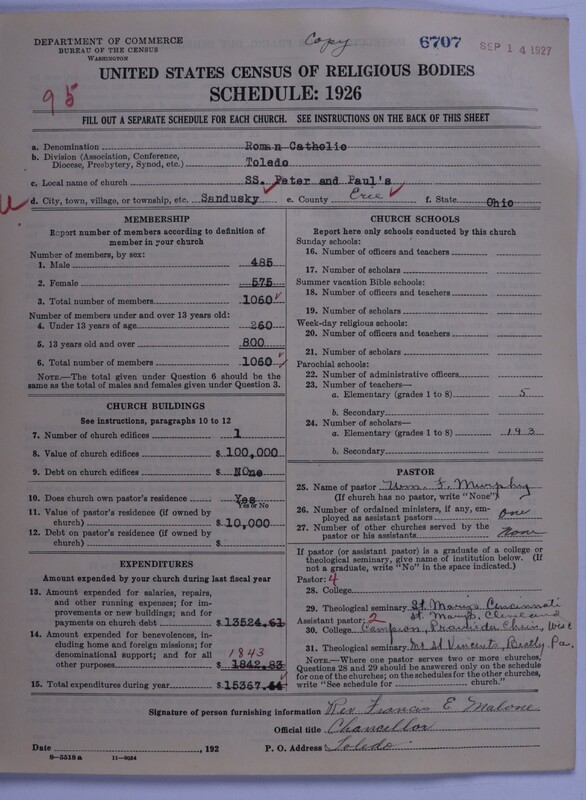 DEPARTMENT OF COMMERCE
BUREAU OF THE CENSUS
WASHINGTON
Copy
6707
SEP 14 1927
UNITED STATES CENSUS OF RELIGIOUS BODIES
SCHEDULE: 1926
95
FILL OUT A SEPARATE SCHEDULE FOR EACH CHURCH. SEE INSTRUCTIONS ON THE BACK OF THIS SHEET
a. Denomination Roman Catholic
b. Division (Association, Conference, Diocese, Presbytery, Synod, etc.) Toledo
c. Local name of church SS. Peter and Paul's
d. City, town, village, or township, etc. Sandusky e. County Erie f. State Ohio
MEMBERSHIP
Report number of members according to definition of member in your church
Number of members, by sex:
1. Male 485
2. Female 575
3. Total number of members 1060
Number of members under and over 13 years old:
4. Under 13 years of age 260
5. 13 years old and over 800
6. Total number of members 1060
NOTE.—The total given under Question 6 should be the same as the total of males and females given under Question 3.
CHURCH BUILDINGS
See instructions, paragraphs 10 to 12
7. Number of church edifices 1
8. Value of church edifices $ 100,000
9. Debt on church edifices $ NOne
10. Does church own pastor's residence Yes
Yes or No
11. Value of pastor's residence (if owned by church) $ 10,000
12. Debt on pastor's residence (if owned by church) $
EXPENDITURES
Amount expended by your church during last fiscal year
13. Amount expended for salaries, repairs, and other running expenses; for improvements or new buildings; and for payments on church debt $ 13524.61
14. Amount expended for benevolences, including home and foreign missions; for denominational support; and for all other purposes $ 1842.83
1843
15. Total expenditures during year $ 15367.44
CHURCH SCHOOLS
Report here only schools conducted by this church
Sunday schools:
16. Number of officers and teachers
17. Number of scholars
Summer vacation Bible schools:
18. Number of officers and teachers
19. Number of scholars
Week-day religious schools:
20. Number of officers and teachers
21. Number of scholars
Parochial schools:
22. Number of administrative officers
23. Number of teachers—
a. Elementary (grades 1 to 8) 5
b. Secondary
24. Number of scholars—
a. Elementary (grades 1 to 8) 193
b. Secondary
PASTOR
25. Name of pastor Wm. F. Murphy
(If church has no pastor, write "None")
26. Number of ordained ministers, if any, employed as assistant pastors one
27. Number of other churches served by the pastor or his assistants None
If pastor (or assistant pastor) is a graduate of a college or theological seminary, give name of institution below. (If not a graduate, write "No" in the space indicated.)
Pastor: 4
28. College
29. Theological seminary St. Mary's Cincinnati
St. Mary's, Cleveland
Assistant pastor: 2
30. College Campion, Prairie du Chien, Wisc
31. Theological seminary Mt. St Vincents, Beatty Pa.
NOTE.—Where one pastor serves two or more churches, Questions 28 and 29 should be answered only on the schedule for one of the churches; on the schedules for the other churches, write "See schedule for church."
Signature of person furnishing information Rev. Francis E Malone
Official title Chancellor
Date , 192 P. O. Address Toledo
8—5518a 11—9034